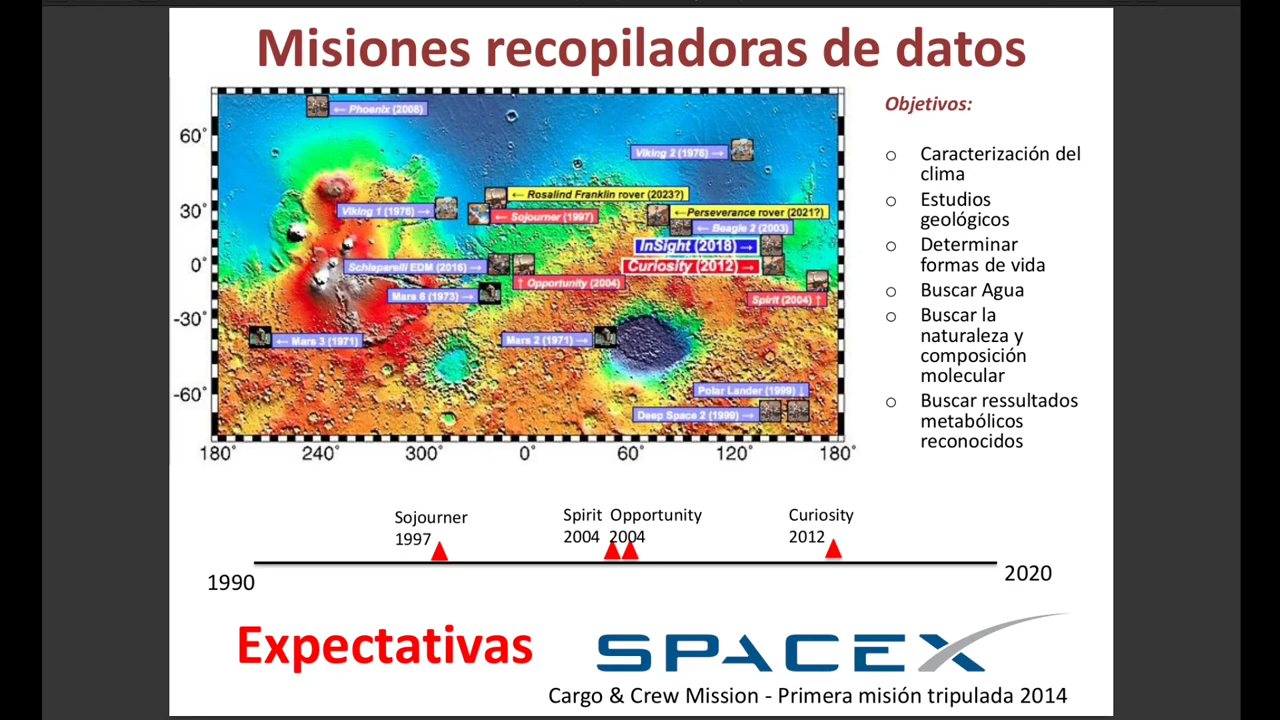 Misiones recopiladoras de datos
← Phoenix (2008)
Viking 2 (1976) →
← Rosalind Franklin rover (2023?)
Viking 1 (1976) →
← Sojourner (1997)
←Perseverance rover (2021?)
← Beagle 2 (2003)
InSight (2018) →
Schiaparelli EDM (2016) →
Curiosity (2012) →
↑ Opportunity (2004)
Mars 6 (1973) →
Spirit (2004) ↑
← Mars 3 (1971)
Mars 2 (1971) →
Polar Lander (1999) ↓
Deep Space 2 (1999) →
60°
30°
0°
-30°
-60°
180° 240° 300° 0° 60° 120° 180°
Objetivos:
o Caracterización del
clima
o Estudios
geológicos
o Determinar
formas de vida
o Buscar Agua
o Buscar la
naturaleza y
composición
molecular
o Buscar ressultados
metabólicos
reconocidos
Sojourner
1997
Spirit
2004
Opportunity
2004
Curiosity
2012
1990
2020
Expectativas
SPACEX
Cargo & Crew Mission - Primera misión tripulada 2014